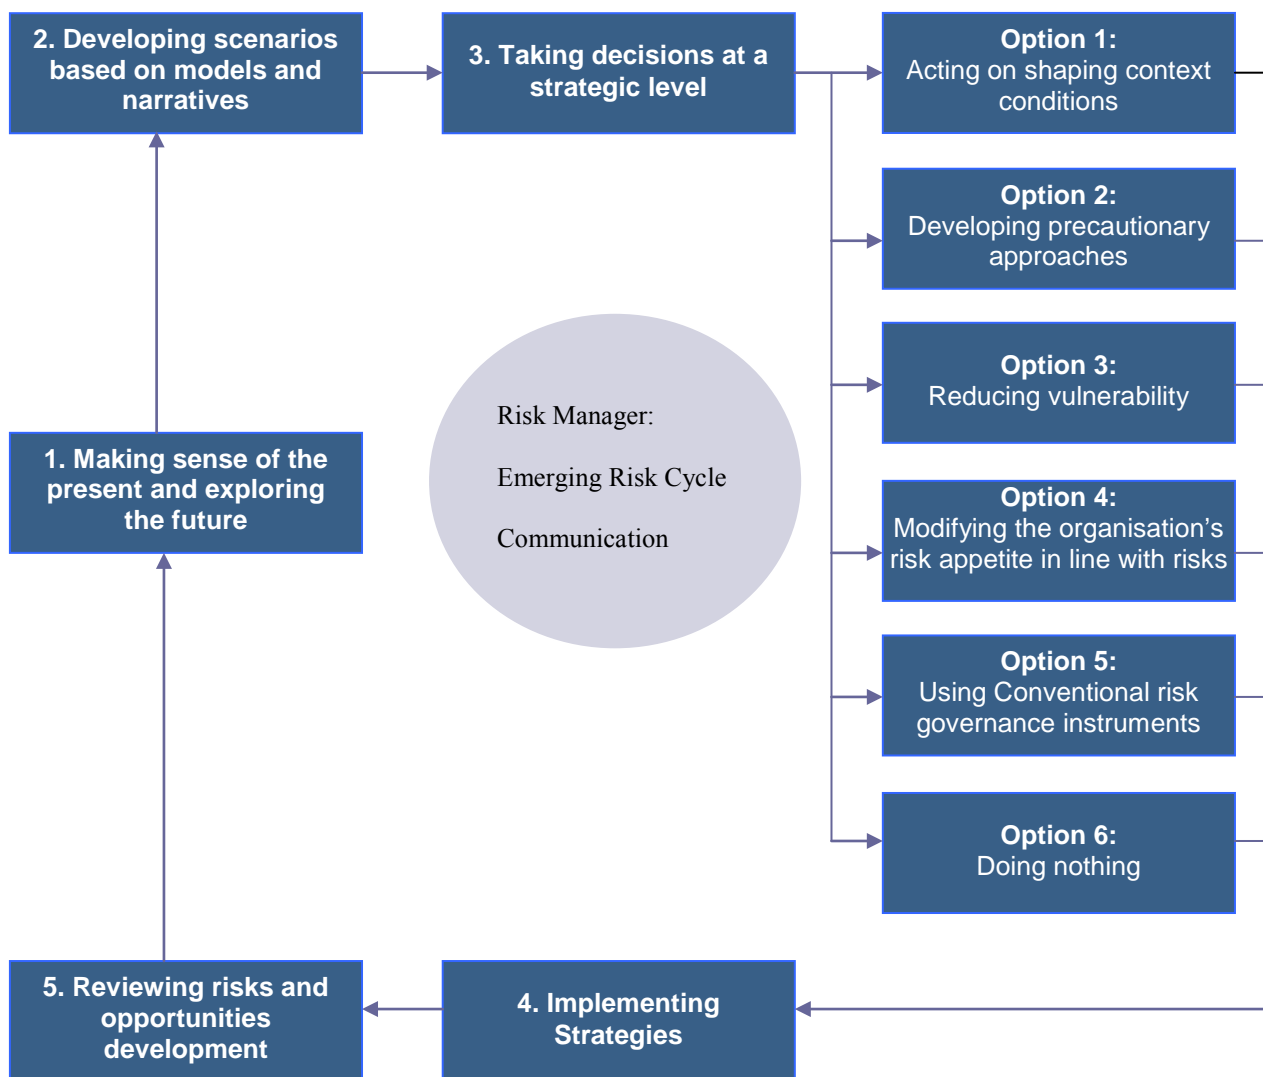 2. Developing scenarios
based on models and
narratives
3. Taking decisions at a
strategic level
Option 1:
Acting on shaping context
conditions
Option 2:
Developing precautionary
approaches
Option 3:
Reducing vulnerability
Risk Manager:
Emerging Risk Cycle
Communication
1. Making sense of the
present and exploring
the future
Option 4:
Modifying the organisation’s
risk appetite in line with risks
Option 5:
Using Conventional risk
governance instruments
Option 6:
Doing nothing
5. Reviewing risks and
opportunities
development
4. Implementing
Strategies